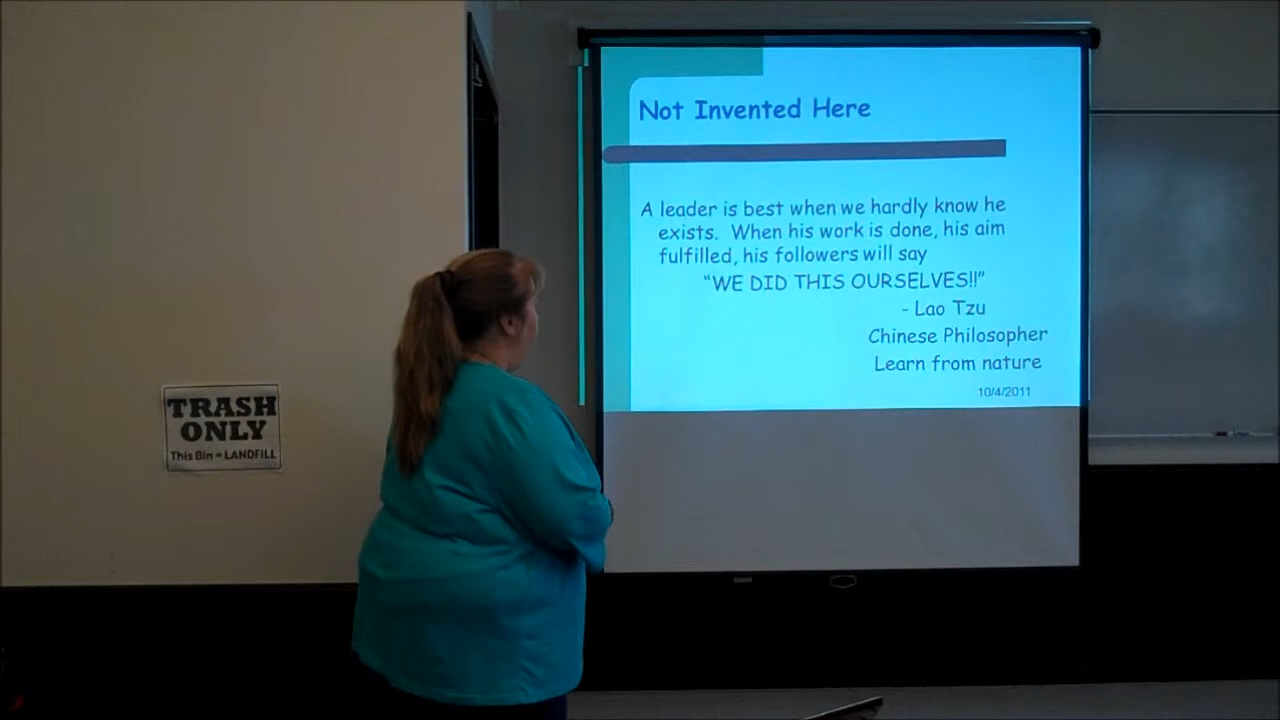 Not Invented Here
A leader is best when we hardly know he
exists. When his work is done, his aim
fulfilled, his followers will say
“WE DID THIS OURSELVES!!”
- Lao Tzu
Chinese Philosopher
Learn from nature
10/4/2011
TRASH
ONLY
This Bin = LANDFILL